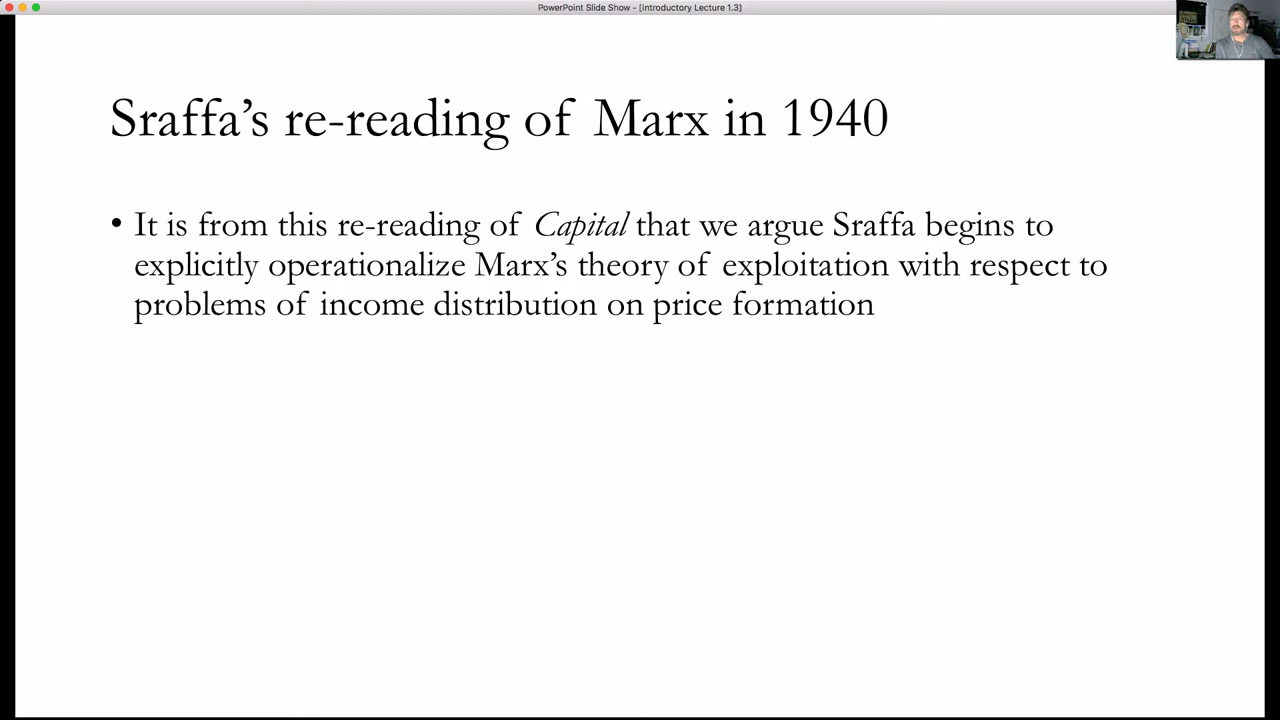 PowerPoint Slide Show - [Introductory Lecture 1.3]
Sraffa’s re-reading of Marx in 1940
• It is from this re-reading of Capital that we argue Sraffa begins to
explicitly operationalize Marx’s theory of exploitation with respect to
problems of income distribution on price formation